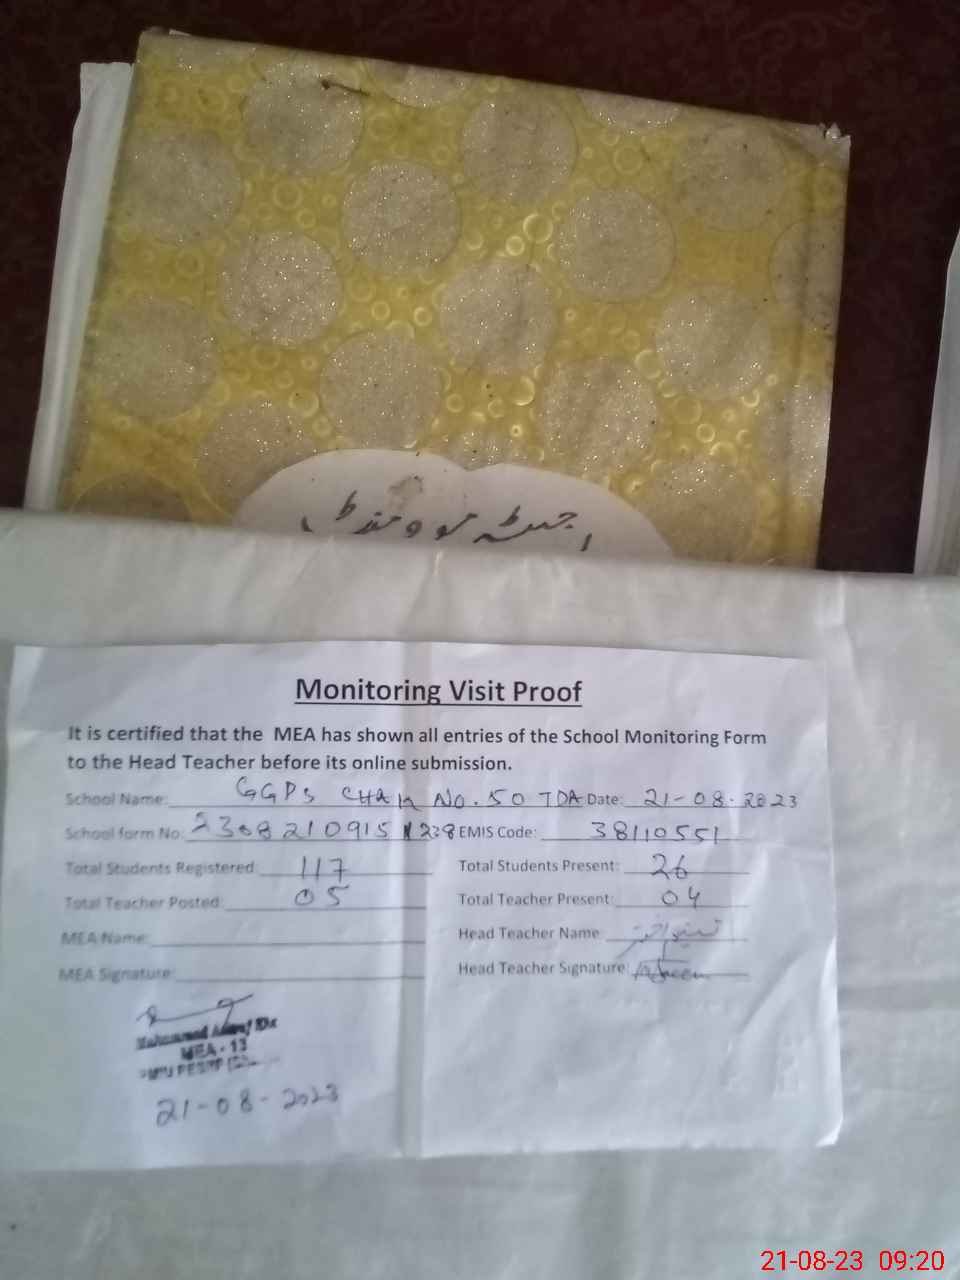 اجسٹہ موومنٹ
Monitoring Visit Proof
It is certified that the MEA has shown all entries of the School Monitoring Form
to the Head Teacher before its online submission.
School Name: GGPS CHAK No. 50 TDA Date: 21-08-2023
School form No: 238 EMIS Code: 38110551
Total Students Registered: 117 Total Students Present: 26
Total Teacher Posted: 05 Total Teacher Present: 04
MEA Name: Head Teacher Name:
MEA Signature: Head Teacher Signature:
MEA - 13
21-08-2023
21-08-23 09:20